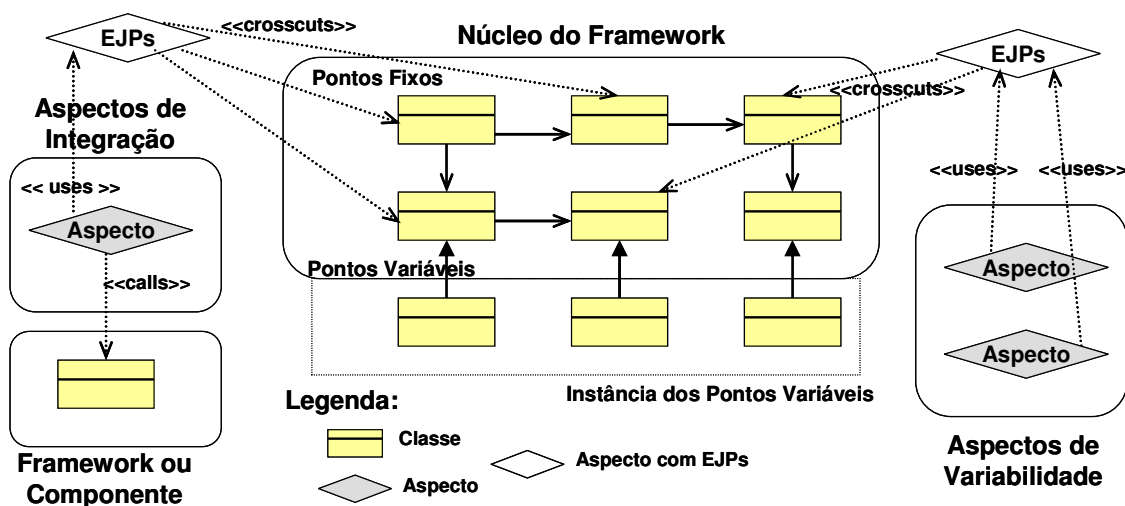 EJPs
<<crosscuts>>
Núcleo do Framework
EJPs
Pontos Fixos
<<crosscuts>>
Aspectos de
Integração
<< uses >>
Aspecto
<<calls>>
<<uses>>
<<uses>>
Pontos Variáveis
Aspecto
Aspecto
Instância dos Pontos Variáveis
Legenda:
Classe
Aspecto com EJPs
Aspecto
Framework ou
Componente
Aspectos de
Variabilidade